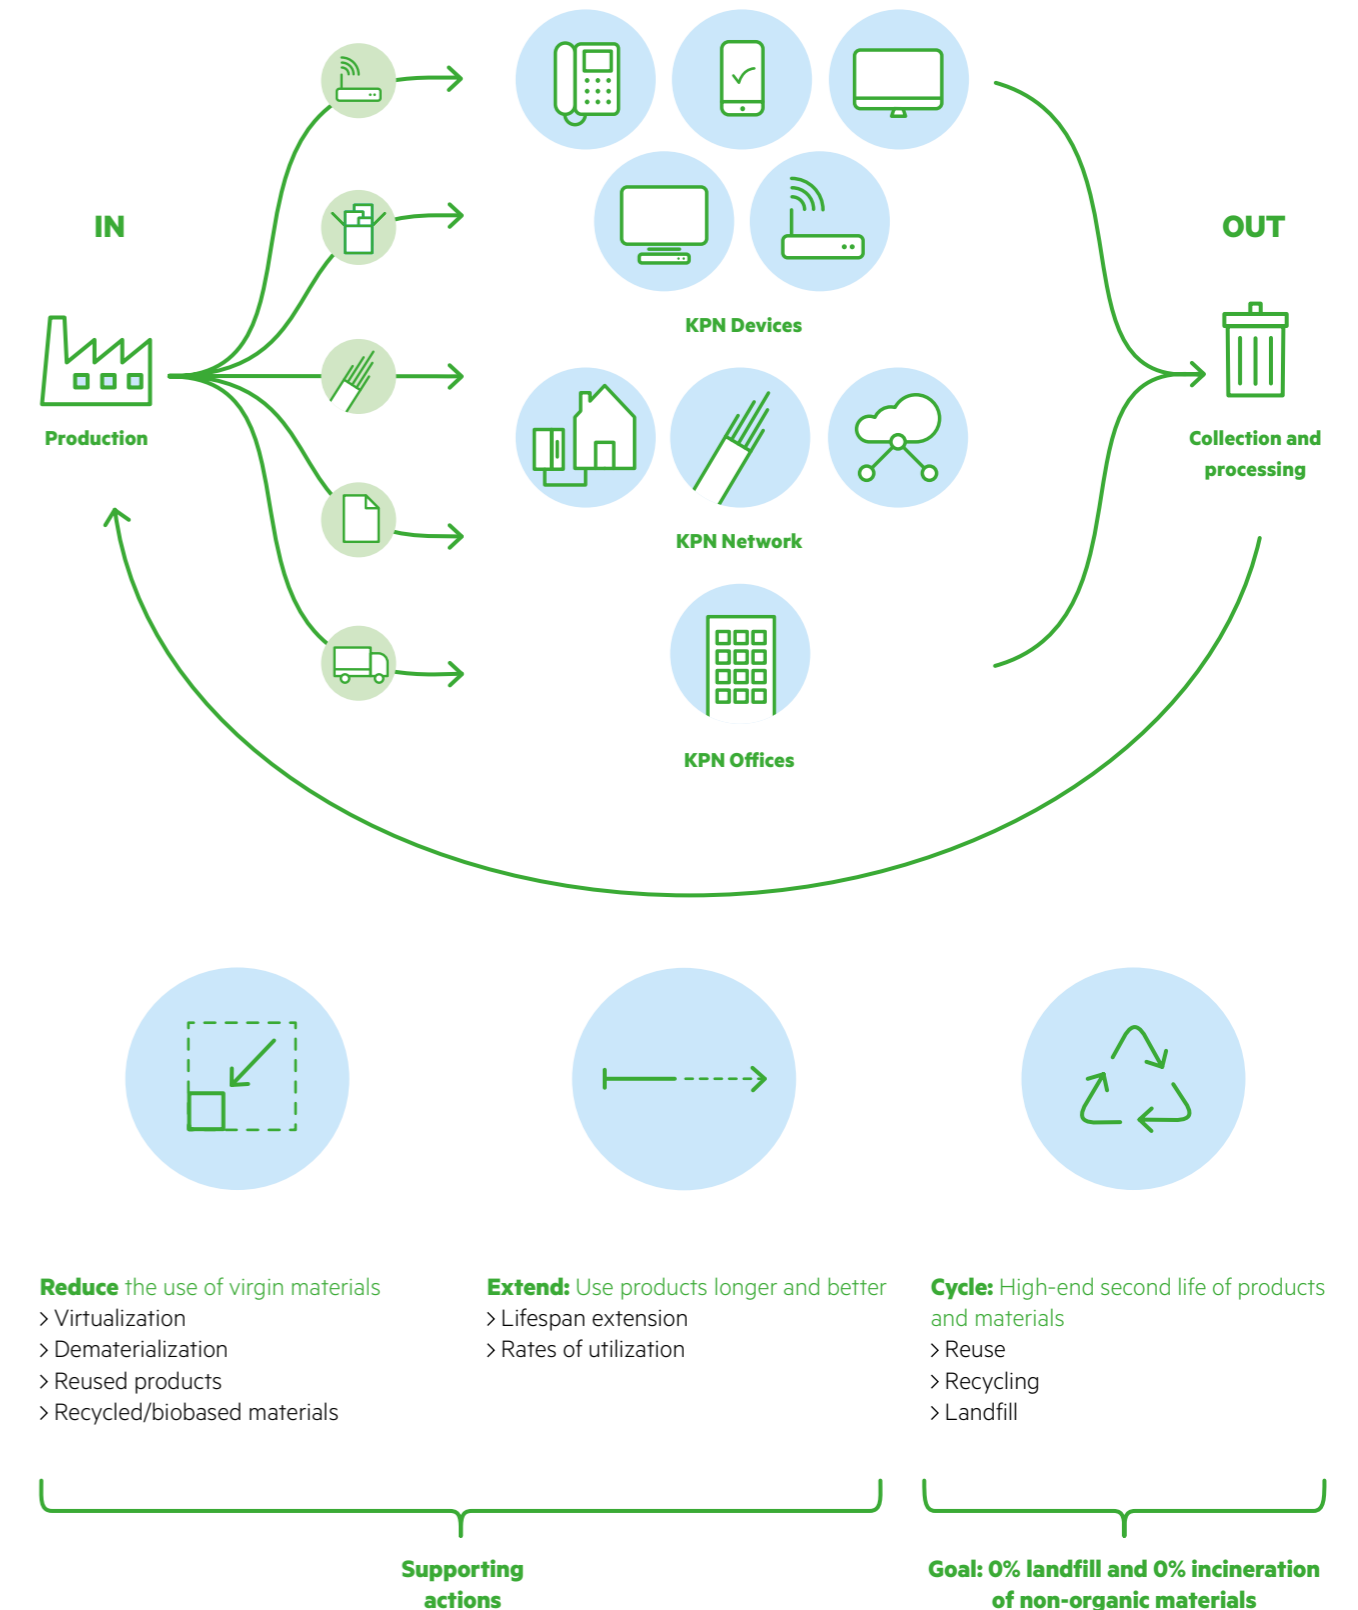 IN
OUT
KPN Devices
Production
Collection and
processing
KPN Network
KPN Offices
Reduce the use of virgin materials
> Virtualization
> Dematerialization
> Reused products
> Recycled/biobased materials
Extend: Use products longer and better
> Lifespan extension
> Rates of utilization
Cycle: High-end second life of products
and materials
> Reuse
> Recycling
> Landfill
Supporting
actions
Goal: 0% landfill and 0% incineration
of non-organic materials